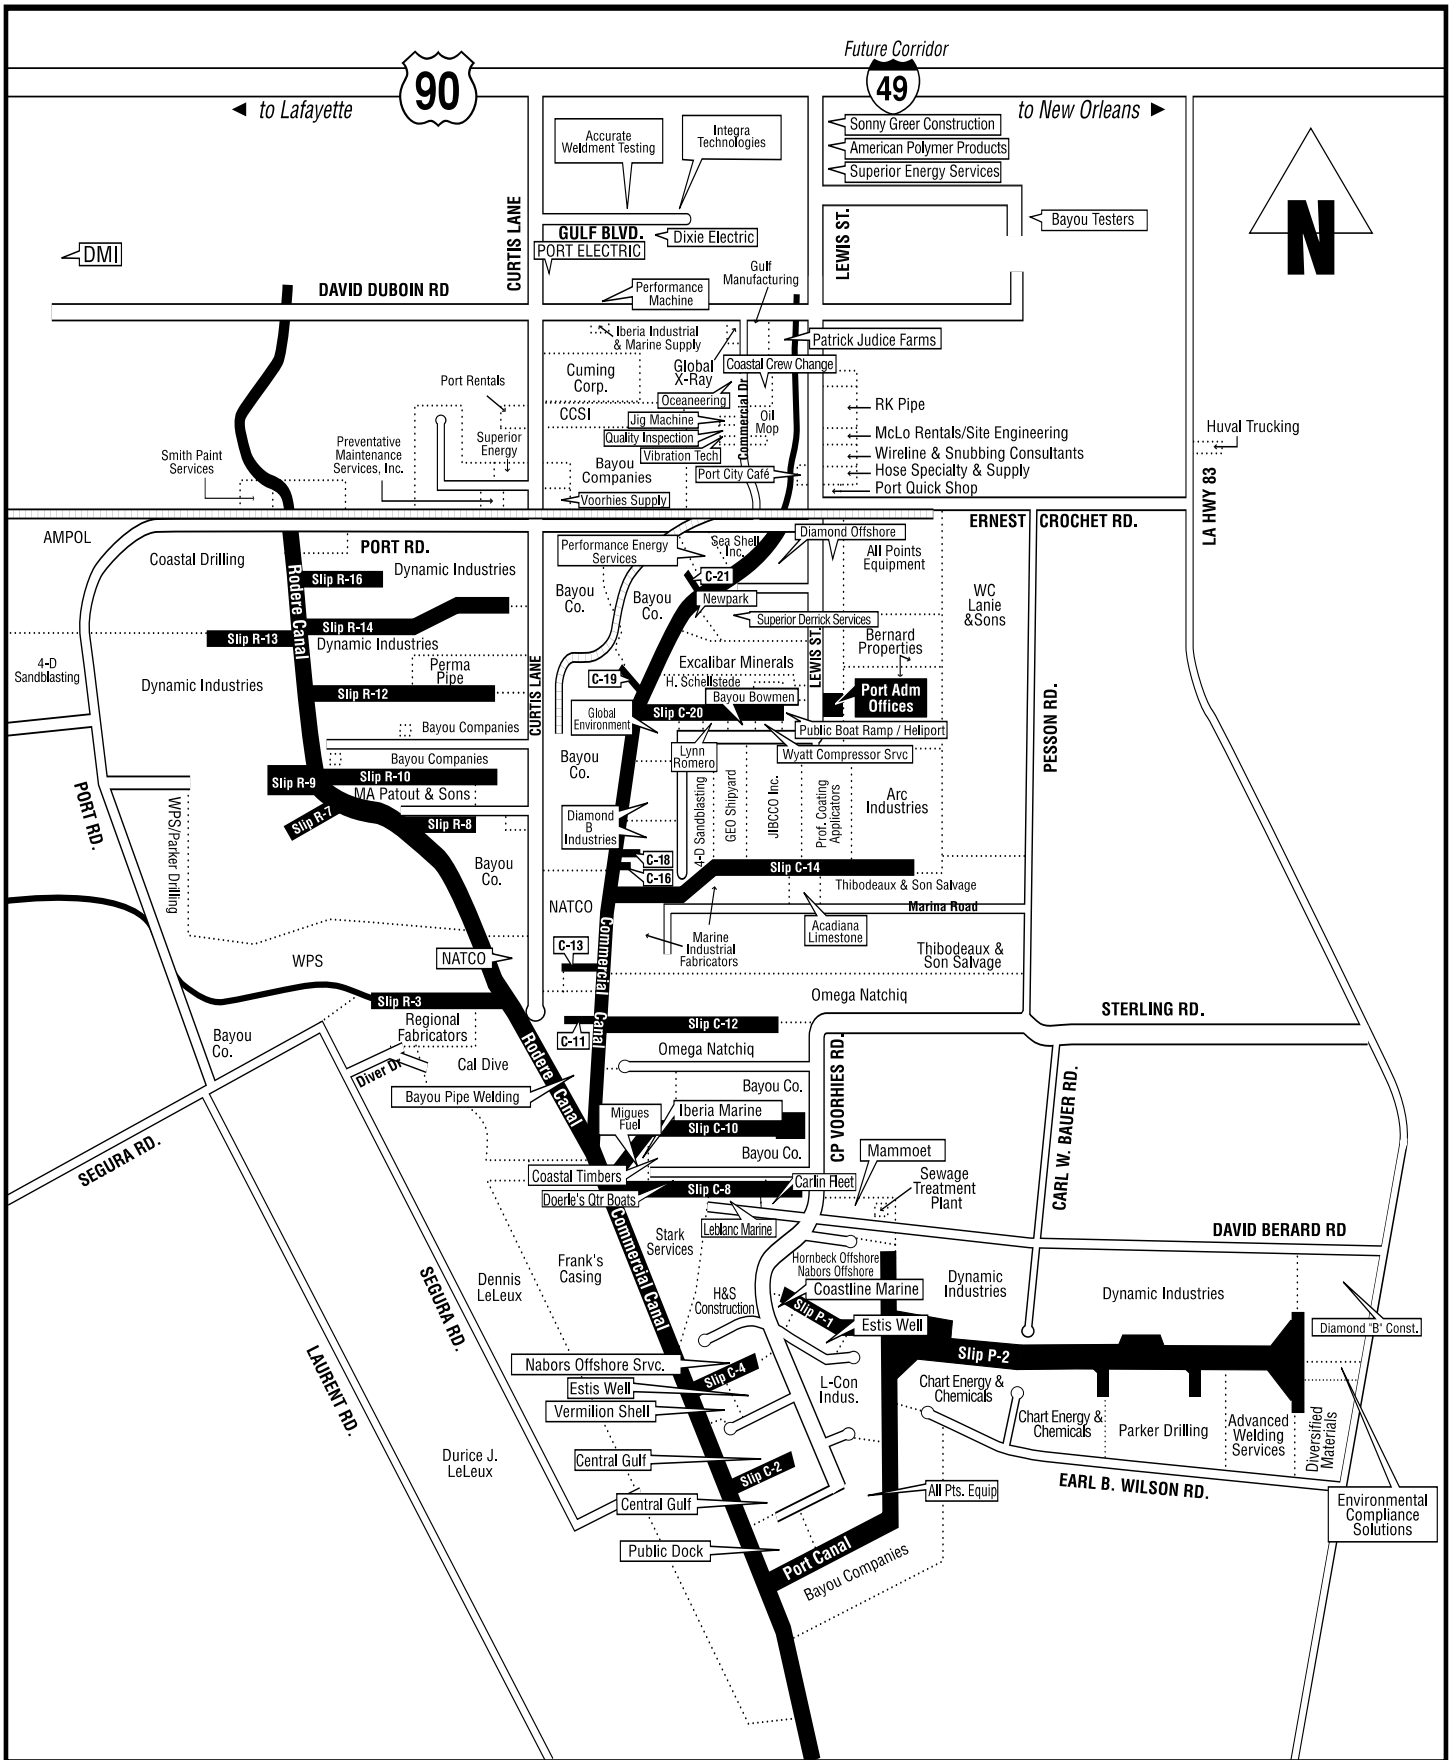 Future Corridor
90
49
◄ to Lafayette
to New Orleans ►
Sonny Greer Construction
American Polymer Products
Superior Energy Services
Accurate
Weldment Testing
Integra
Technologies
N
CURTIS LANE
LEWIS ST.
Bayou Testers
GULF BLVD.
Dixie Electric
PORT ELECTRIC
DMI
Gulf
Manufacturing
DAVID DUBOIN RD
Performance
Machine
Iberia Industrial
& Marine Supply
Patrick Judice Farms
Global
X-Ray
Coastal Crew Change
Cuming
Corp.
Port Rentals
Oceaneering
Commercial Dr
RK Pipe
CCSI
Jig Machine
Oil
Mop
Quality Inspection
McLo Rentals/Site Engineering
Huval Trucking
Superior
Energy
Preventative
Maintenance
Services, Inc.
Smith Paint
Services
Vibration Tech
Wireline & Snubbing Consultants
Bayou
Companies
Port City Café
Hose Specialty & Supply
Port Quick Shop
Voorhies Supply
LA HWY 83
ERNEST CROCHET RD.
AMPOL
PORT RD.
Coastal Drilling
Performance Energy
Services
Sea Shell
Inc.
Diamond Offshore
All Points
Equipment
Slip R-16
Dynamic Industries
Rodere Canal
C-21
Bayou
Co.
Bayou
Co.
Newpark
WC
Lanie
&Sons
Superior Derrick Services
Slip R-14
Slip R-13
Dynamic Industries
LEWIS ST.
Bernard
Properties
4-D
Sandblasting
Perma
Pipe
CURTIS LANE
Excalibar Minerals
C-19
H. Schellstede
Dynamic Industries
Slip R-12
Bayou Bowmen
Port Adm
Offices
Global
Environment
Slip C-20
Public Boat Ramp / Heliport
Bayou Companies
PESSON RD.
Bayou
Co.
Lynn
Romero
Wyatt Compressor Srvc
Bayou Companies
Slip R-9
Slip R-10
MA Patout & Sons
PORT RD.
WPS/Parker Drilling
Slip R-7
Slip R-8
Diamond
B
Industries
4-D Sandblasting
GEO Shipyard
JIBCCO Inc.
Prof. Coating
Applicators
Arc
Industries
C-18
C-16
Slip C-14
Bayou
Co.
Thibodeaux & Son Salvage
NATCO
Marina Road
Commercial Canal
Acadiana
Limestone
Marine
Industrial
Fabricators
C-13
Thibodeaux &
Son Salvage
NATCO
WPS
Slip R-3
Omega Natchiq
STERLING RD.
Regional
Fabricators
Slip C-12
C-11
Bayou
Co.
Rodere Canal
Omega Natchiq
CP VOORHIES RD.
Cal Dive
Diver Dr
CARL W. BAUER RD.
Bayou Pipe Welding
Bayou Co.
Migues
Fuel
Iberia Marine
Slip C-10
SEGURA RD.
Bayou Co.
Mammoet
Coastal Timbers
Slip C-8
Carlin Fleet
Sewage
Treatment
Plant
Doerle's Qtr Boats
Leblanc Marine
DAVID BERARD RD
Commercial Canal
Stark
Services
Frank's
Casing
Hornbeck Offshore
Nabors Offshore
Dennis
LeLeux
SEGURA RD.
H&S
Construction
Coastline Marine
Dynamic
Industries
Dynamic Industries
Slip P-1
Estis Well
Diamond "B" Const.
Slip P-2
Nabors Offshore Srvc.
Slip C-4
Estis Well
Vermilion Shell
L-Con
Indus.
Chart Energy &
Chemicals
LAURENT RD.
Chart Energy &
Chemicals
Parker Drilling
Advanced
Welding
Services
Diversified
Materials
Durice J.
LeLeux
Central Gulf
Slip C-2
EARL B. WILSON RD.
All Pts. Equip
Central Gulf
Environmental
Compliance
Solutions
Public Dock
Port Canal
Bayou Companies